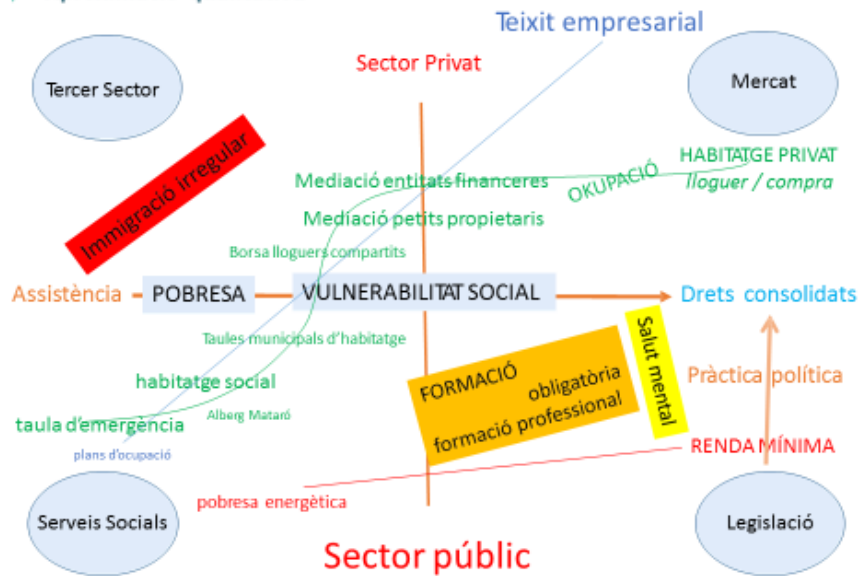 Teixit empresarial
Sector Privat
Tercer Sector
Mercat
Immigració irregular
HABITATGE PRIVAT
lloguer / compra
OKUPACIÓ
Mediació entitats financeres
Mediació petits propietaris
Borsa lloguers compartits
Assistència
POBRESA
VULNERABILITAT SOCIAL
Drets consolidats
Taules municipals d'habitatge
habitatge social
Alberg Mataró
taula d'emergència
plans d'ocupació
FORMACIÓ
obligatòria
formació professional
Salut mental
Pràctica política
RENDA MÍNIMA
pobresa energètica
Serveis Socials
Legislació
Sector públic